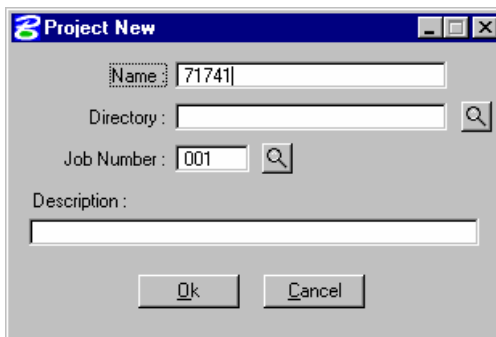 Project New
Name : 71741
Directory :
Job Number : 001
Description :
Ok Cancel